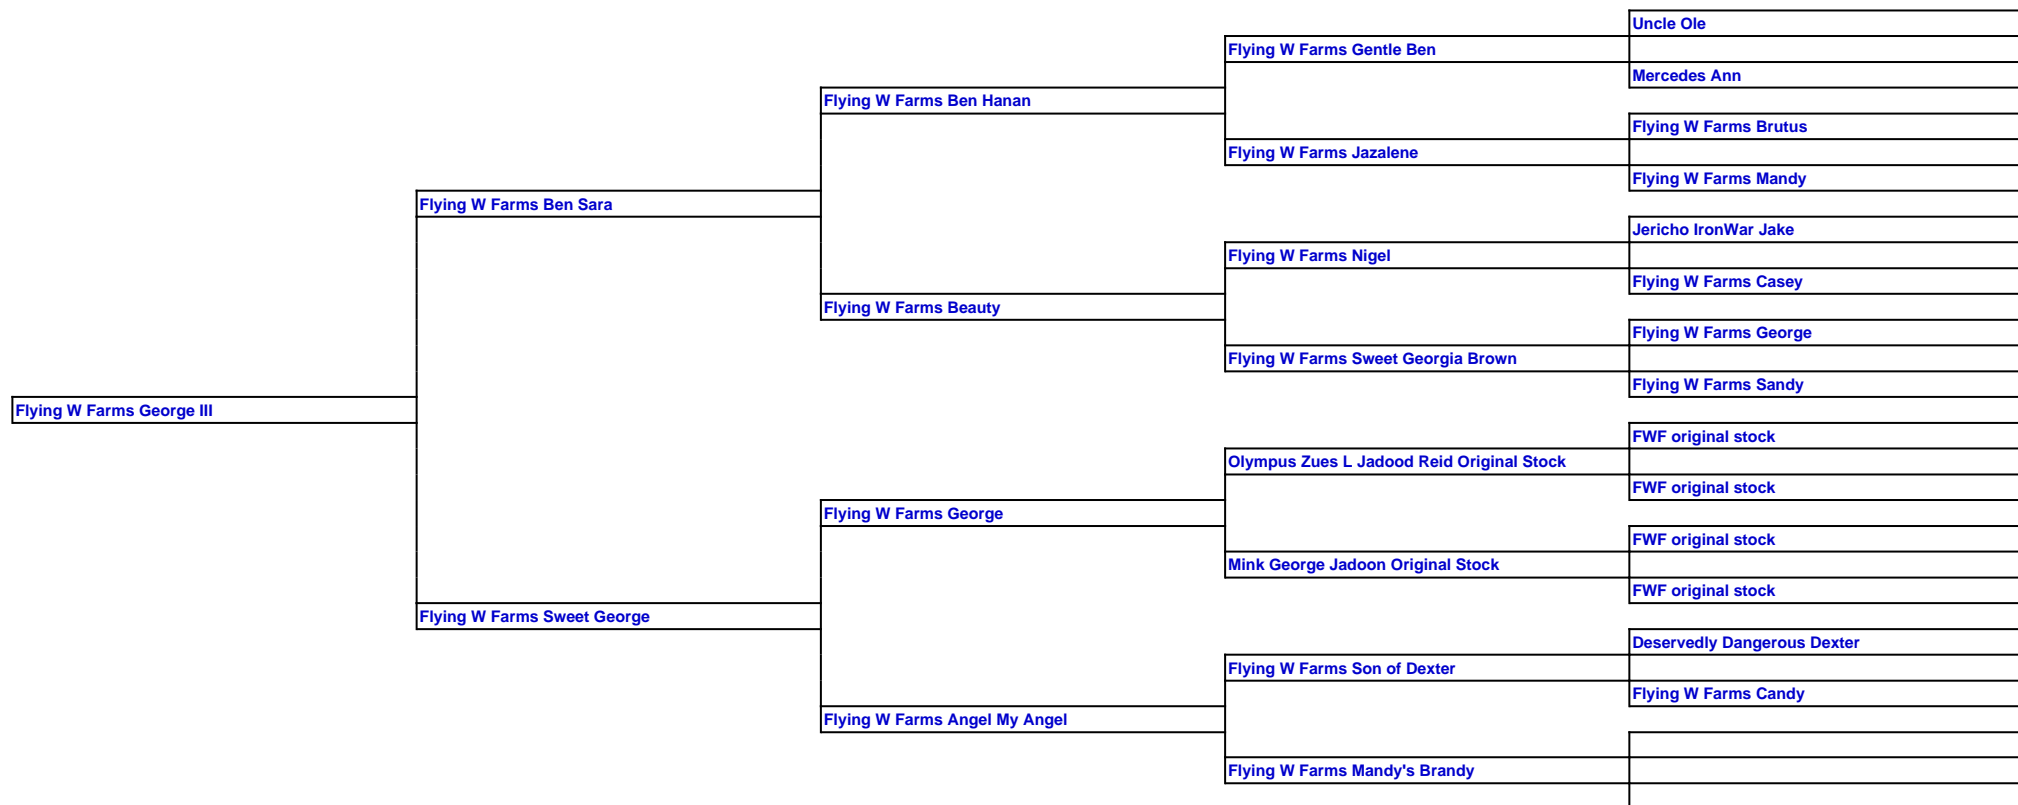 Uncle Ole
Flying W Farms Gentle Ben
Mercedes Ann
Flying W Farms Ben Hanan
Flying W Farms Brutus
Flying W Farms Jazalene
Flying W Farms Mandy
Flying W Farms Ben Sara
Jericho IronWar Jake
Flying W Farms Nigel
Flying W Farms Casey
Flying W Farms Beauty
Flying W Farms George
Flying W Farms Sweet Georgia Brown
Flying W Farms Sandy
Flying W Farms George III
FWF original stock
Olympus Zues L Jadood Reid Original Stock
FWF original stock
Flying W Farms George
FWF original stock
Mink George Jadoon Original Stock
FWF original stock
Flying W Farms Sweet George
Deservedly Dangerous Dexter
Flying W Farms Son of Dexter
Flying W Farms Candy
Flying W Farms Angel My Angel
Flying W Farms Mandy's Brandy